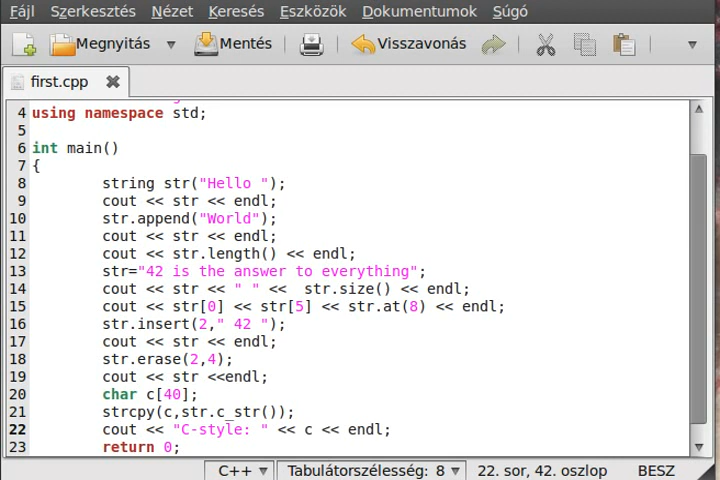 Fájl Szerkesztés Nézet Keresés Eszközök Dokumentumok Súgó
Megnyitás Mentés Visszavonás
first.cpp
4 using namespace std;
5
6 int main()
7 {
8 string str("Hello ");
9 cout << str << endl;
10 str.append("World");
11 cout << str << endl;
12 cout << str.length() << endl;
13 str="42 is the answer to everything";
14 cout << str << " " <<  str.size() << endl;
15 cout << str[0] << str[5] << str.at(8) << endl;
16 str.insert(2," 42 ");
17 cout << str << endl;
18 str.erase(2,4);
19 cout << str <<endl;
20 char c[40];
21 strcpy(c,str.c_str());
22 cout << "C-style: " << c << endl;
23 return 0;
C++ Tabulátorszélesség: 8 22. sor, 42. oszlop BESZ